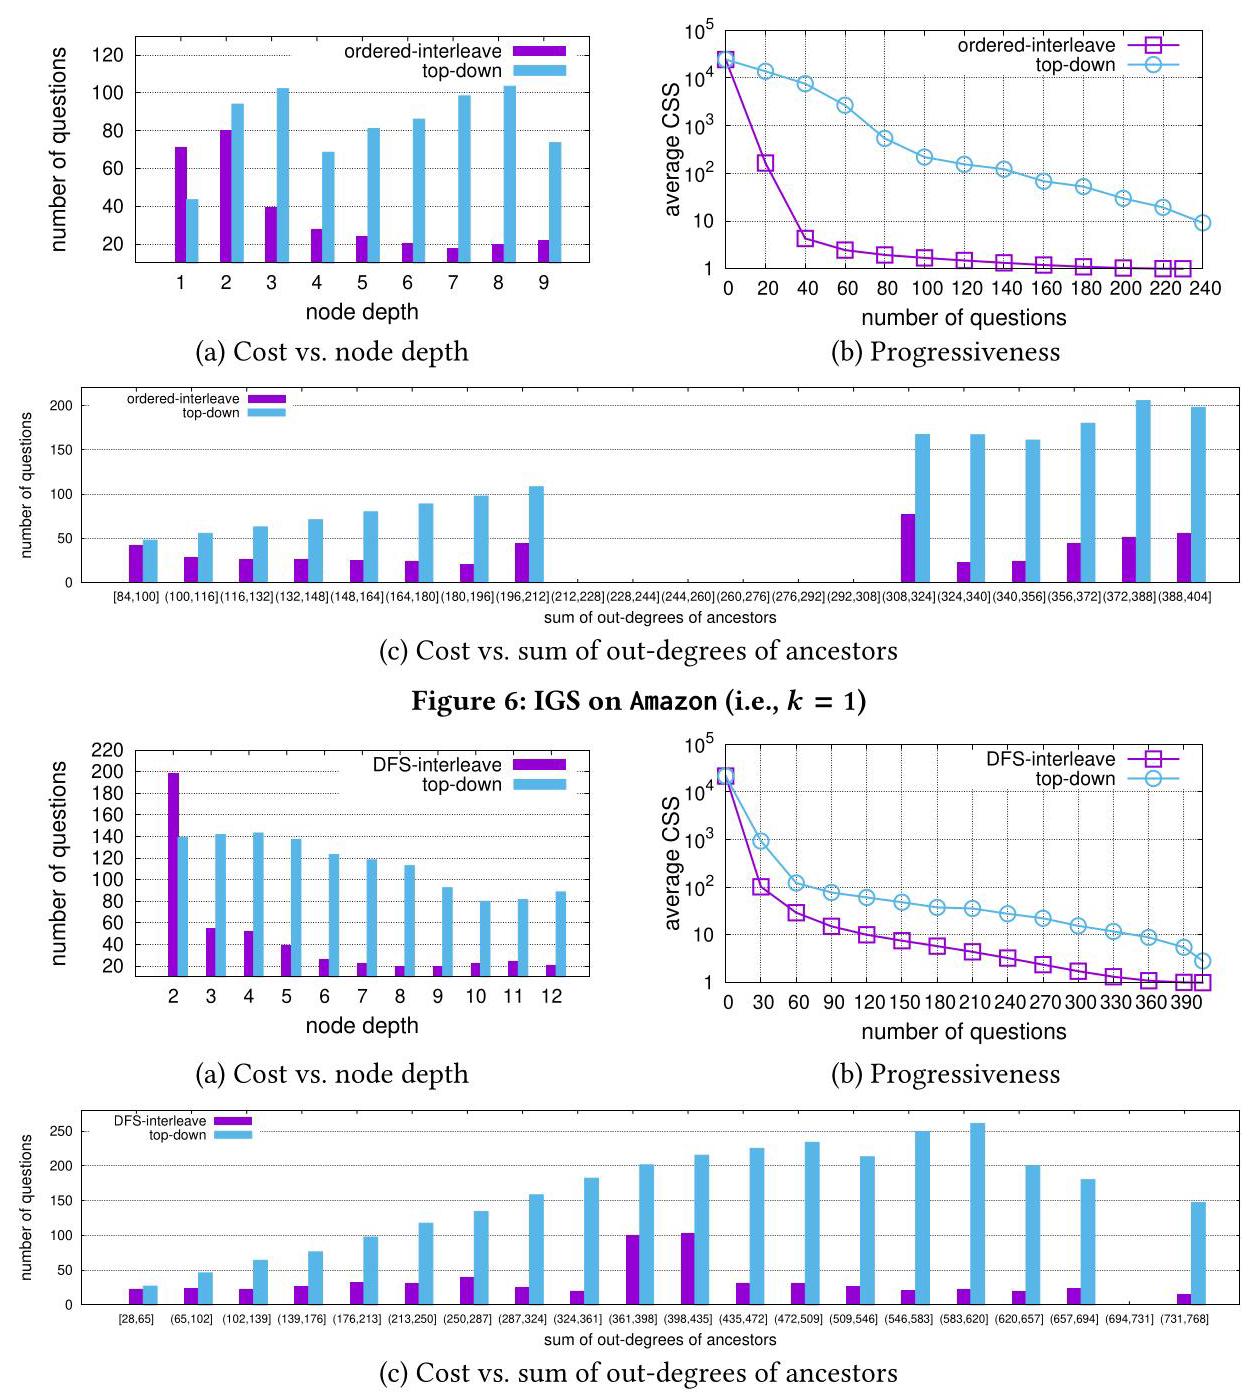 ordered-interleave
top-down
number of questions
120
100
80
60
40
20
1 2 3 4 5 6 7 8 9
node depth
(a) Cost vs. node depth
ordered-interleave
top-down
average CSS
10^5
10^4
10^3
10^2
10
1
0 20 40 60 80 100 120 140 160 180 200 220 240
number of questions
(b) Progressiveness
ordered-interleave
top-down
number of questions
200
150
100
50
0
[84,100] (100,116] (116,132] (132,148] (148,164] (164,180] (180,196] (196,212] (212,228] (228,244] (244,260] (260,276] (276,292] (292,308] (308,324] (324,340] (340,356] (356,372] (372,388] (388,404]
sum of out-degrees of ancestors
(c) Cost vs. sum of out-degrees of ancestors
Figure 6: IGS on Amazon (i.e., k = 1)
DFS-interleave
top-down
number of questions
220
200
180
160
140
120
100
80
60
40
20
2 3 4 5 6 7 8 9 10 11 12
node depth
(a) Cost vs. node depth
DFS-interleave
top-down
average CSS
10^5
10^4
10^3
10^2
10
1
0 30 60 90 120 150 180 210 240 270 300 330 360 390
number of questions
(b) Progressiveness
DFS-interleave
top-down
number of questions
250
200
150
100
50
0
[28,65] (65,102] (102,139] (139,176] (176,213] (213,250] (250,287] (287,324] (324,361] (361,398] (398,435] (435,472] (472,509] (509,546] (546,583] (583,620] (620,657] (657,694] (694,731] (731,768]
sum of out-degrees of ancestors
(c) Cost vs. sum of out-degrees of ancestors